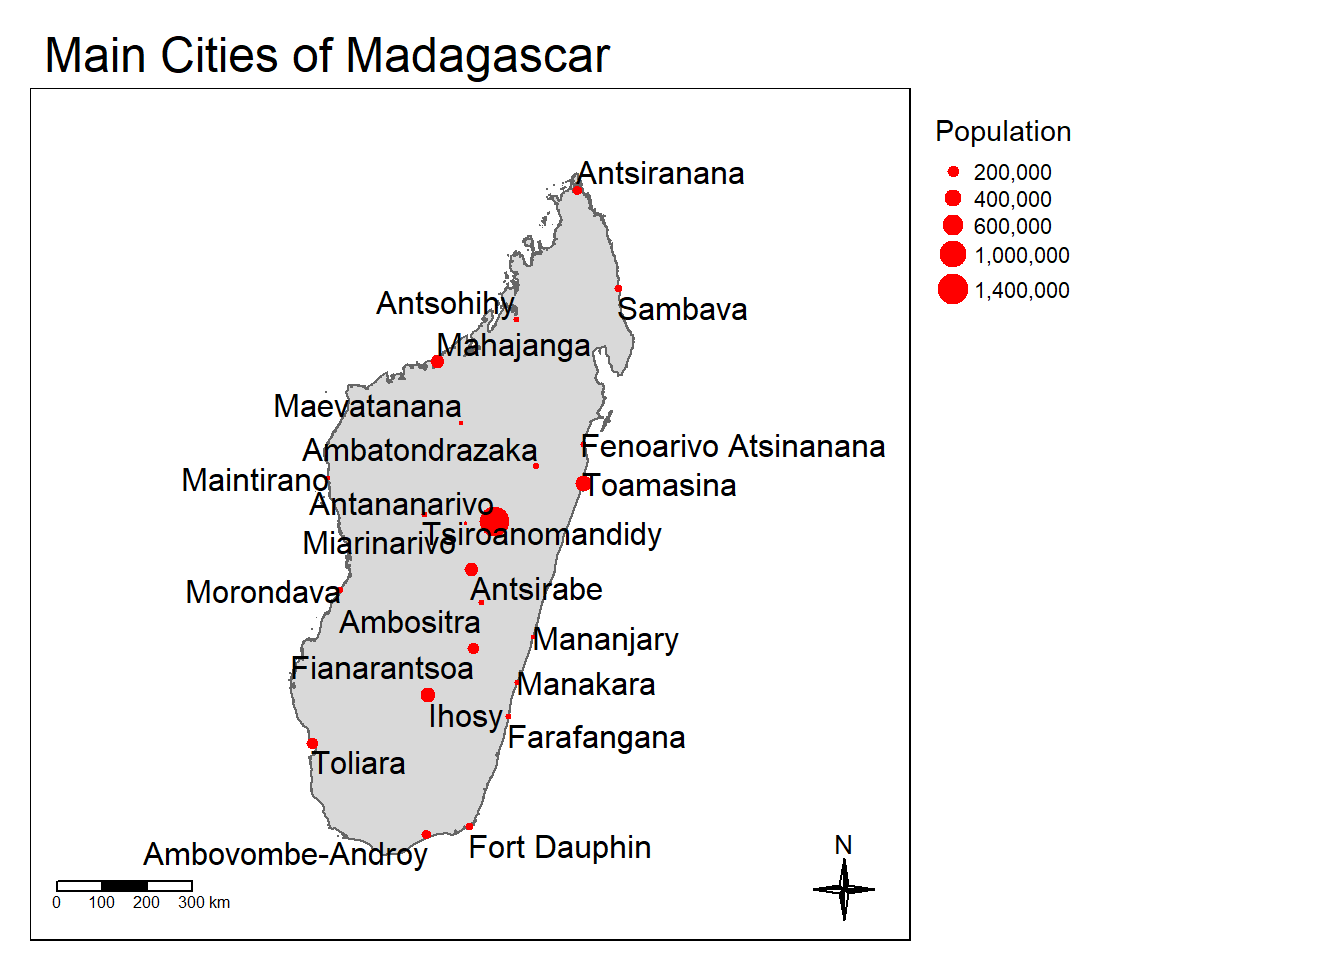 Main Cities of Madagascar
Population
200,000
400,000
600,000
1,000,000
1,400,000
Antsiranana
Antsohihy
Sambava
Mahajanga
Maevatanana
Ambatondrazaka
Fenoarivo Atsinanana
Maintirano
Toamasina
Antananarivo
Tsiroanomandidy
Miarinarivo
Morondava
Antsirabe
Ambositra
Mananjary
Fianarantsoa
Manakara
Ihosy
Farafangana
Toliara
Ambovombe-Androy
Fort Dauphin
N
0 100 200 300 km